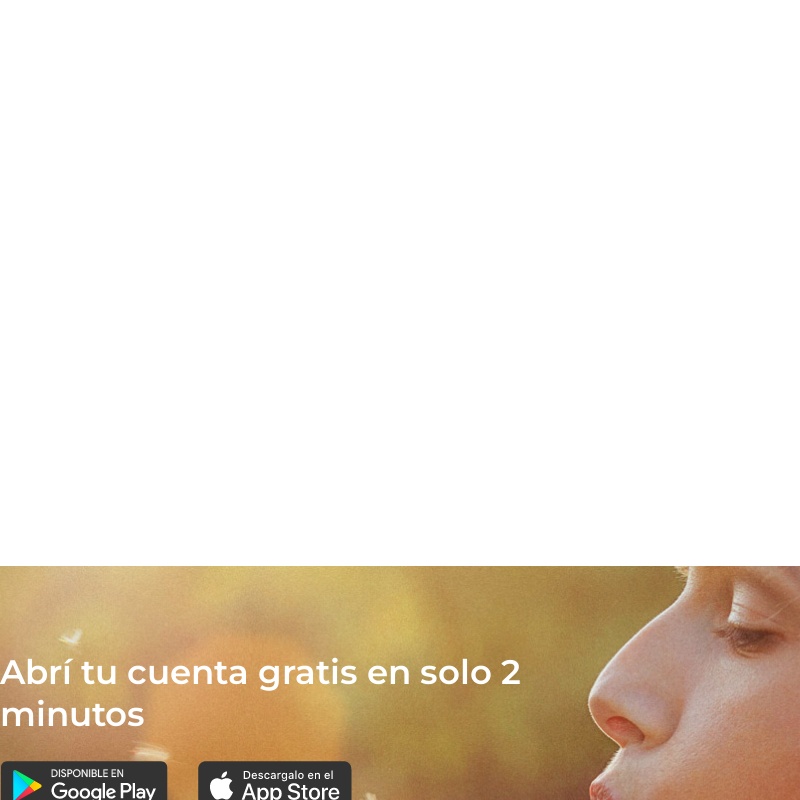 Abrí tu cuenta gratis en solo 2
minutos
DISPONIBLE EN
Google Play
Descargalo en el
App Store